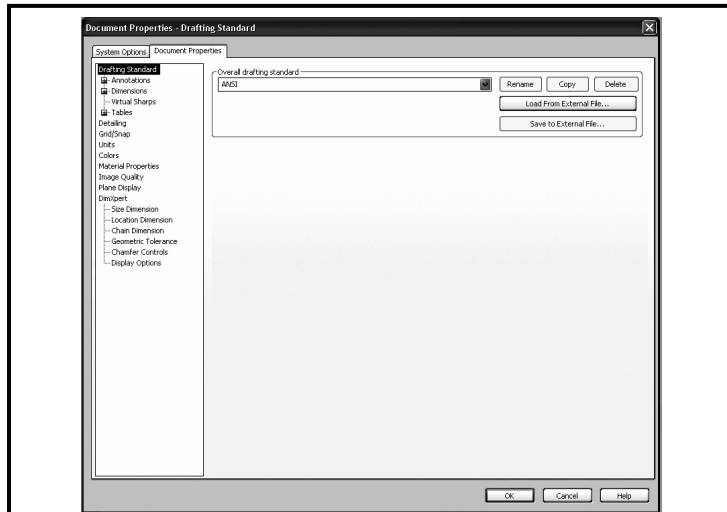 Document Properties - Drafting Standard
System Options
Document Properties
Drafting Standard
Annotations
Dimensions
Virtual Sharps
Tables
Detailing
Grid/Snap
Units
Colors
Material Properties
Image Quality
Plane Display
DimXpert
Size Dimension
Location Dimension
Chain Dimension
Geometric Tolerance
Chamfer Controls
Display Options
Overall drafting standard
ANSI
Rename
Copy
Delete
Load From External File...
Save to External File...
OK
Cancel
Help